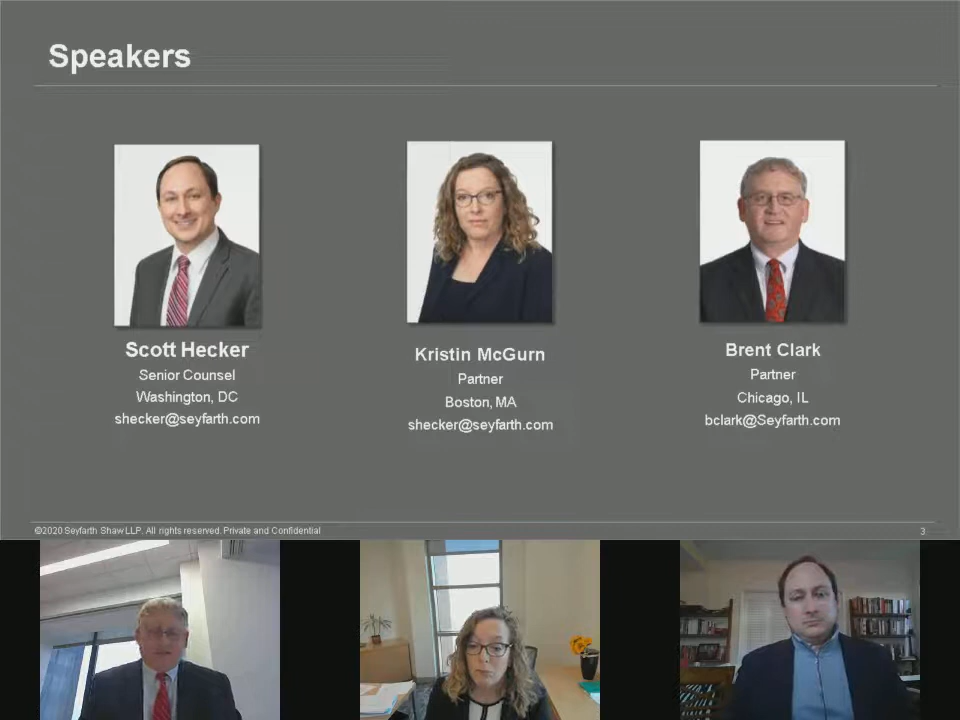 Speakers
Scott Hecker
Senior Counsel
Washington, DC
shecker@seyfarth.com
Kristin McGurn
Partner
Boston, MA
shecker@seyfarth.com
Brent Clark
Partner
Chicago, IL
bclark@Seyfarth.com
©2020 Seyfarth Shaw LLP. All rights reserved. Private and Confidential
3